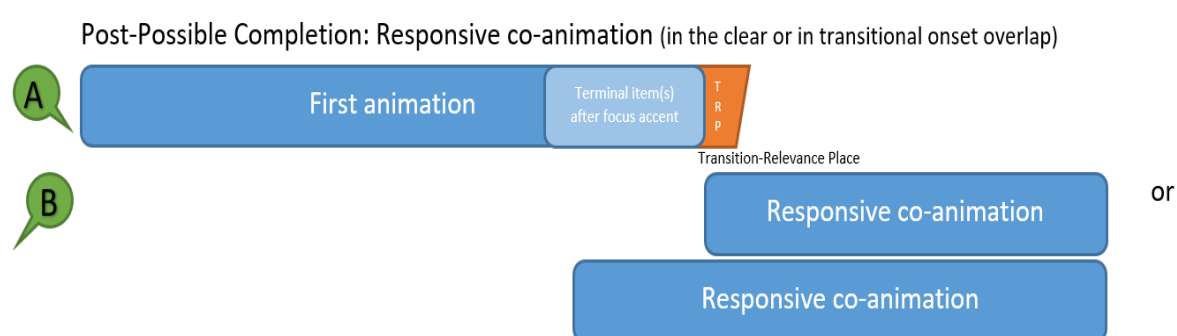 Post-Possible Completion: Responsive co-animation (in the clear or in transitional onset overlap)
A
First animation
Terminal item(s)
after focus accent
T
R
P
Transition-Relevance Place
B
Responsive co-animation
or
Responsive co-animation